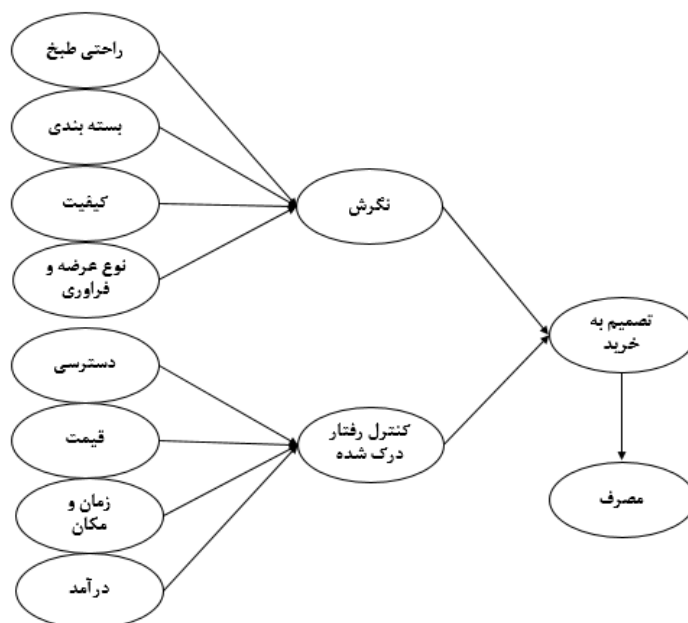 راحتی طبخ
بسته بندی
کیفیت
نوع عرضه و
فراوری
نگرش
تصمیم به
خرید
دسترسی
قیمت
زمان و
مکان
درآمد
کنترل رفتار
درک شده
مصرف